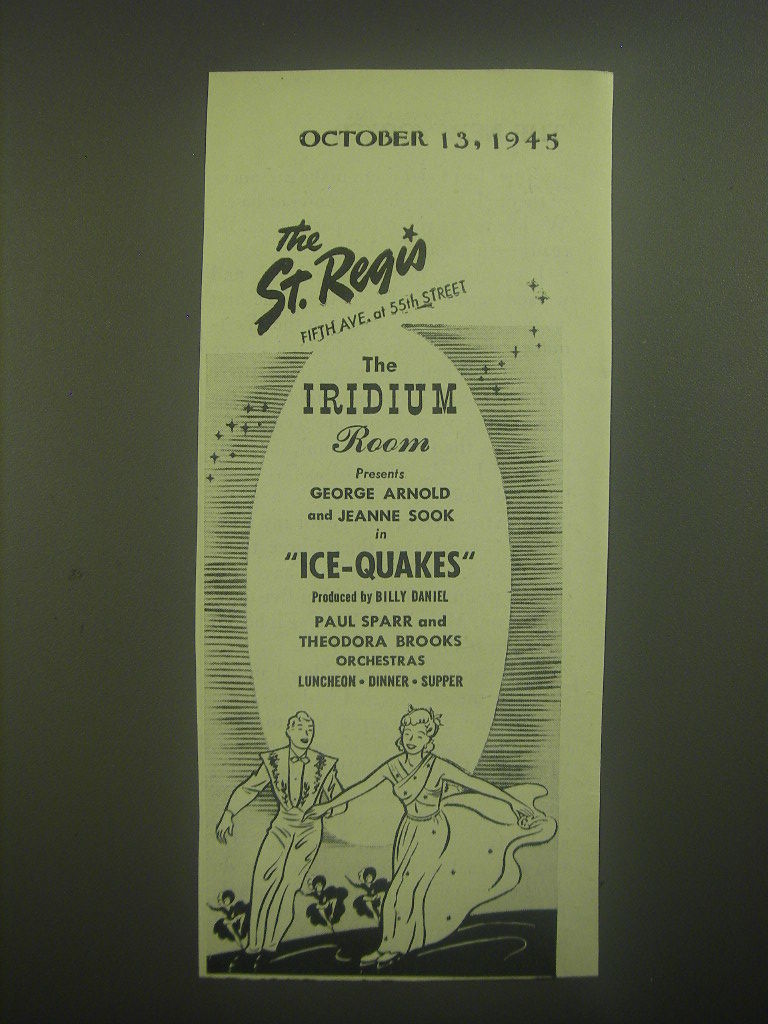 OCTOBER 13, 1945
The
St. Regis
FIFTH AVE. at 55th STREET
The
IRIDIUM
Room
Presents
GEORGE ARNOLD
and JEANNE SOOK
in
"ICE-QUAKES"
Produced by BILLY DANIEL
PAUL SPARR and
THEODORA BROOKS
ORCHESTRAS
LUNCHEON • DINNER • SUPPER